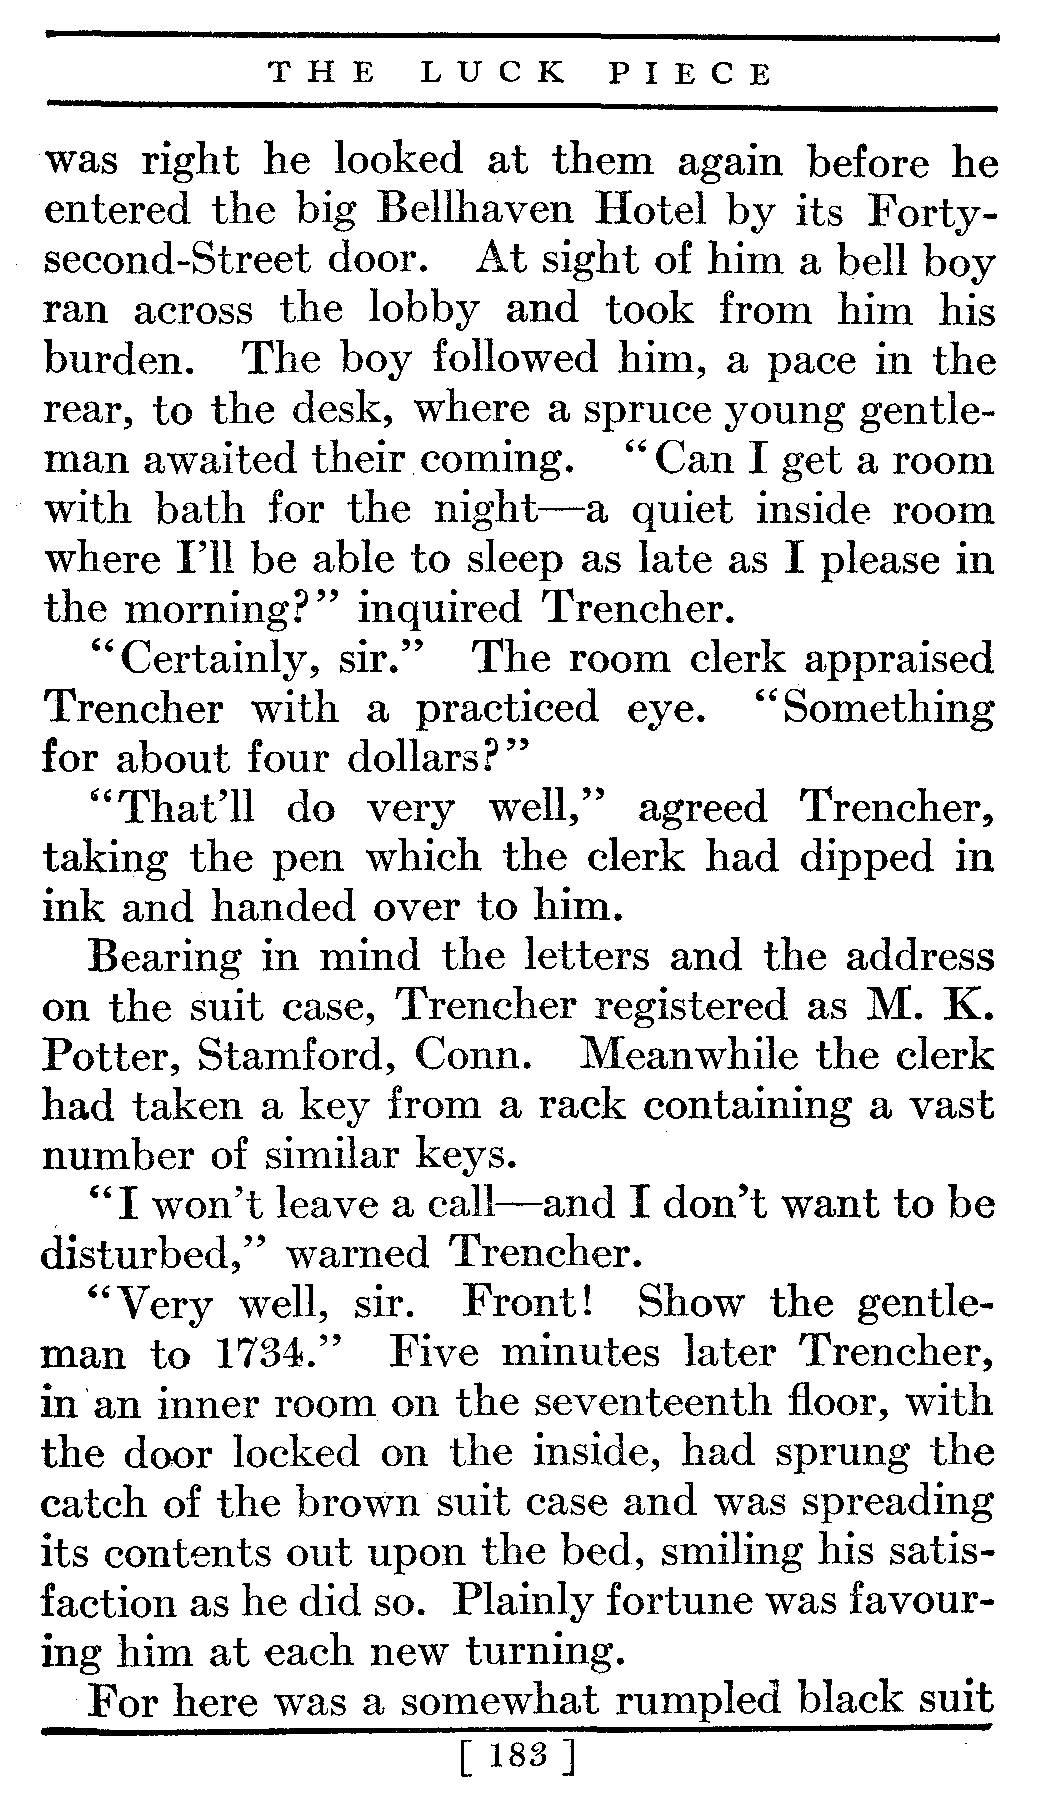 THE LUCK PIECE
was right he looked at them again before he
entered the big Bellhaven Hotel by its Forty-
second-Street door. At sight of him a bell boy
ran across the lobby and took from him his
burden. The boy followed him, a pace in the
rear, to the desk, where a spruce young gentle-
man awaited their coming. “Can I get a room
with bath for the night—a quiet inside room
where I’ll be able to sleep as late as I please in
the morning?” inquired Trencher.
“Certainly, sir.” The room clerk appraised
Trencher with a practiced eye. “Something
for about four dollars?”
“That’ll do very well,” agreed Trencher,
taking the pen which the clerk had dipped in
ink and handed over to him.
Bearing in mind the letters and the address
on the suit case, Trencher registered as M. K.
Potter, Stamford, Conn. Meanwhile the clerk
had taken a key from a rack containing a vast
number of similar keys.
“I won’t leave a call—and I don’t want to be
disturbed,” warned Trencher.
“Very well, sir. Front! Show the gentle-
man to 1734.” Five minutes later Trencher,
in an inner room on the seventeenth floor, with
the door locked on the inside, had sprung the
catch of the brown suit case and was spreading
its contents out upon the bed, smiling his satis-
faction as he did so. Plainly fortune was favour-
ing him at each new turning.
For here was a somewhat rumpled black suit
[ 183 ]